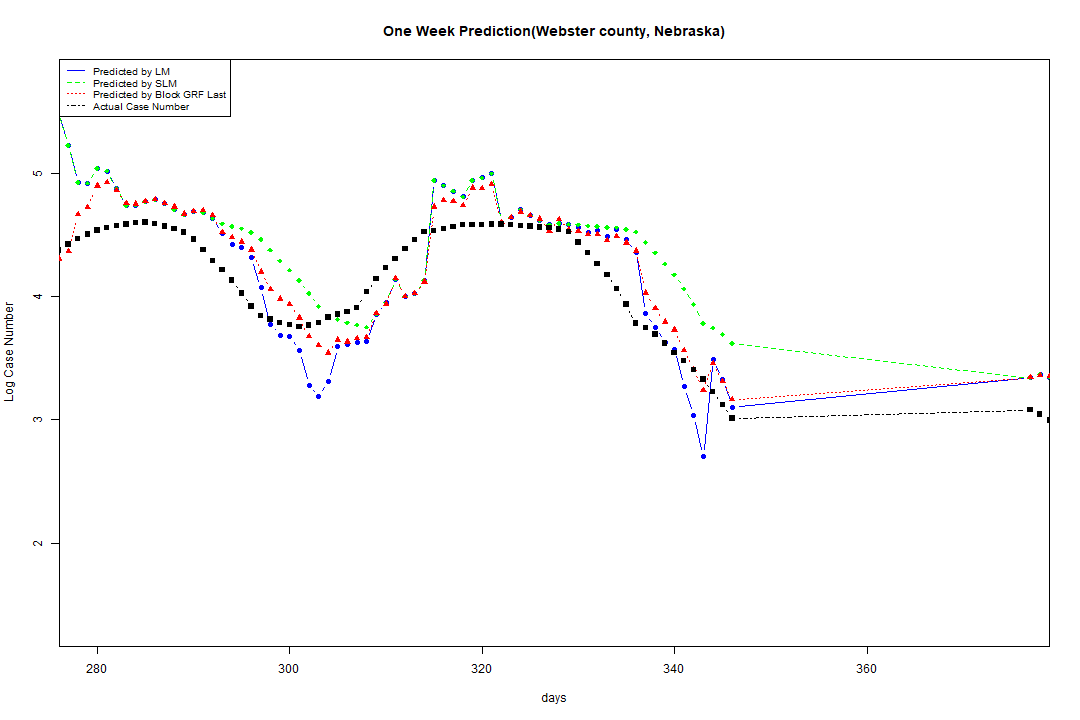 One Week Prediction(Webster county, Nebraska)
Predicted by LM
Predicted by SLM
Predicted by Block GRF Last
Actual Case Number
Log Case Number
5
4
3
2
280 300 320 340 360
days